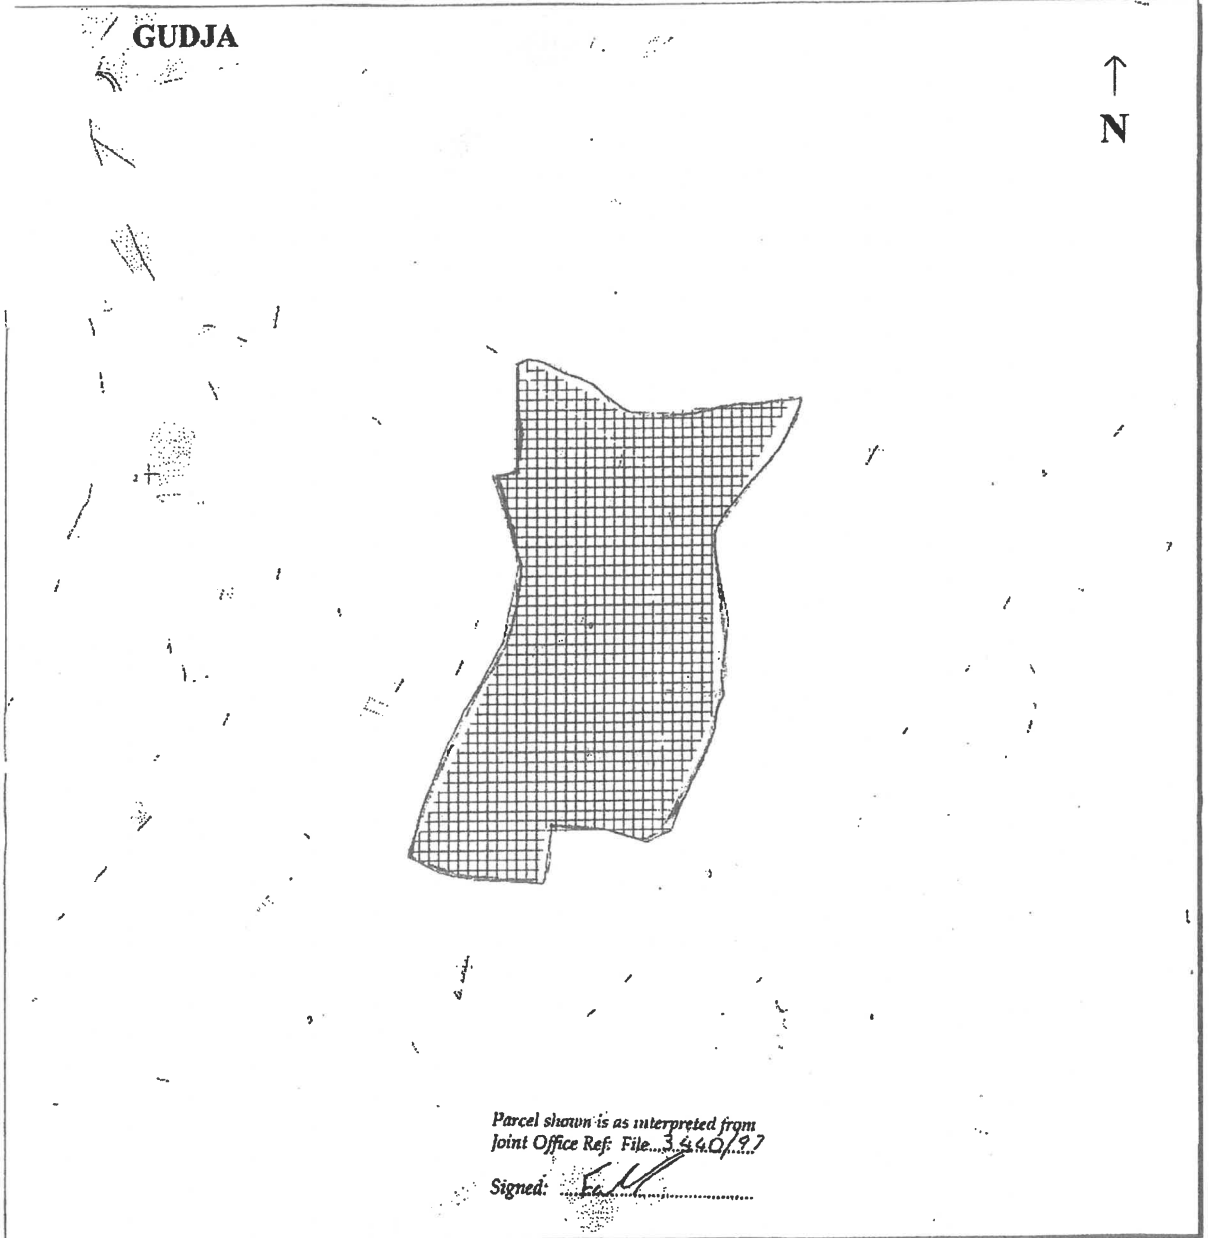 GUDJA
N
Parcel shown is as interpreted from
Joint Office Ref: File...3440/97
Signed: